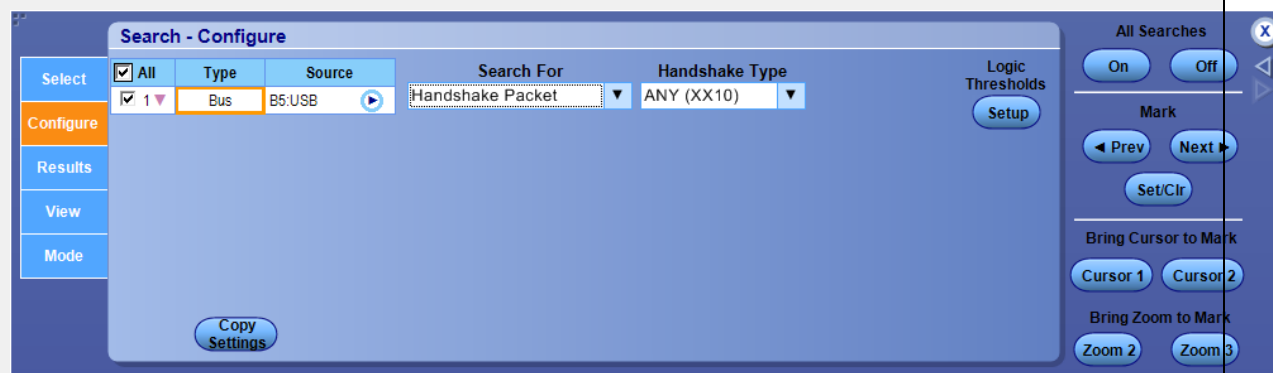 Search - Configure
Select
Configure
Results
View
Mode
All Type Source
1 Bus B5:USB
Search For
Handshake Packet
Handshake Type
ANY (XX10)
Logic
Thresholds
Setup
Copy
Settings
All Searches
On Off
X
Mark
Prev Next
Set/Clr
Bring Cursor to Mark
Cursor 1 Cursor 2
Bring Zoom to Mark
Zoom 2 Zoom 3